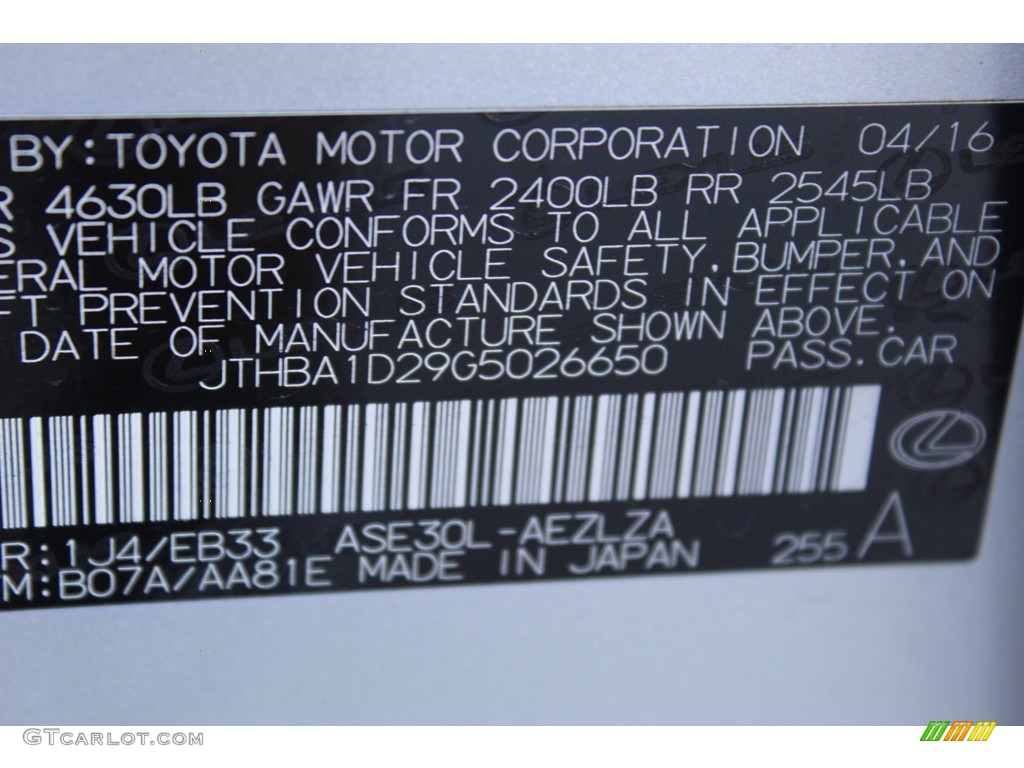 BY:TOYOTA MOTOR CORPORATION 04/16
R 4630LB GAWR FR 2400LB RR 2545LB
S VEHICLE CONFORMS TO ALL APPLICABLE
ERAL MOTOR VEHICLE SAFETY, BUMPER, AND
FT PREVENTION STANDARDS IN EFFECT ON
DATE OF MANUFACTURE SHOWN ABOVE.
JTHBA1D29G5026650 PASS. CAR
R:1J4/EB33 ASE30L-AEZLZA
M:B07A/AA81E MADE IN JAPAN 255 A
GTCarlot.com